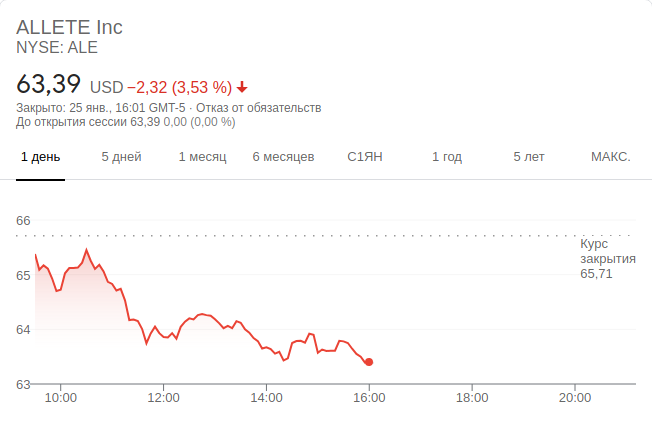 ALLETE Inc
NYSE: ALE
63,39 USD −2,32 (3,53 %)
Закрыто: 25 янв., 16:01 GMT-5 · Отказ от обязательств
До открытия сессии 63,39 0,00 (0,00 %)
1 день 5 дней 1 месяц 6 месяцев С1ЯН 1 год 5 лет МАКС.
66
Курс
закрытия
65,71
65
64
63
10:00 12:00 14:00 16:00 18:00 20:00